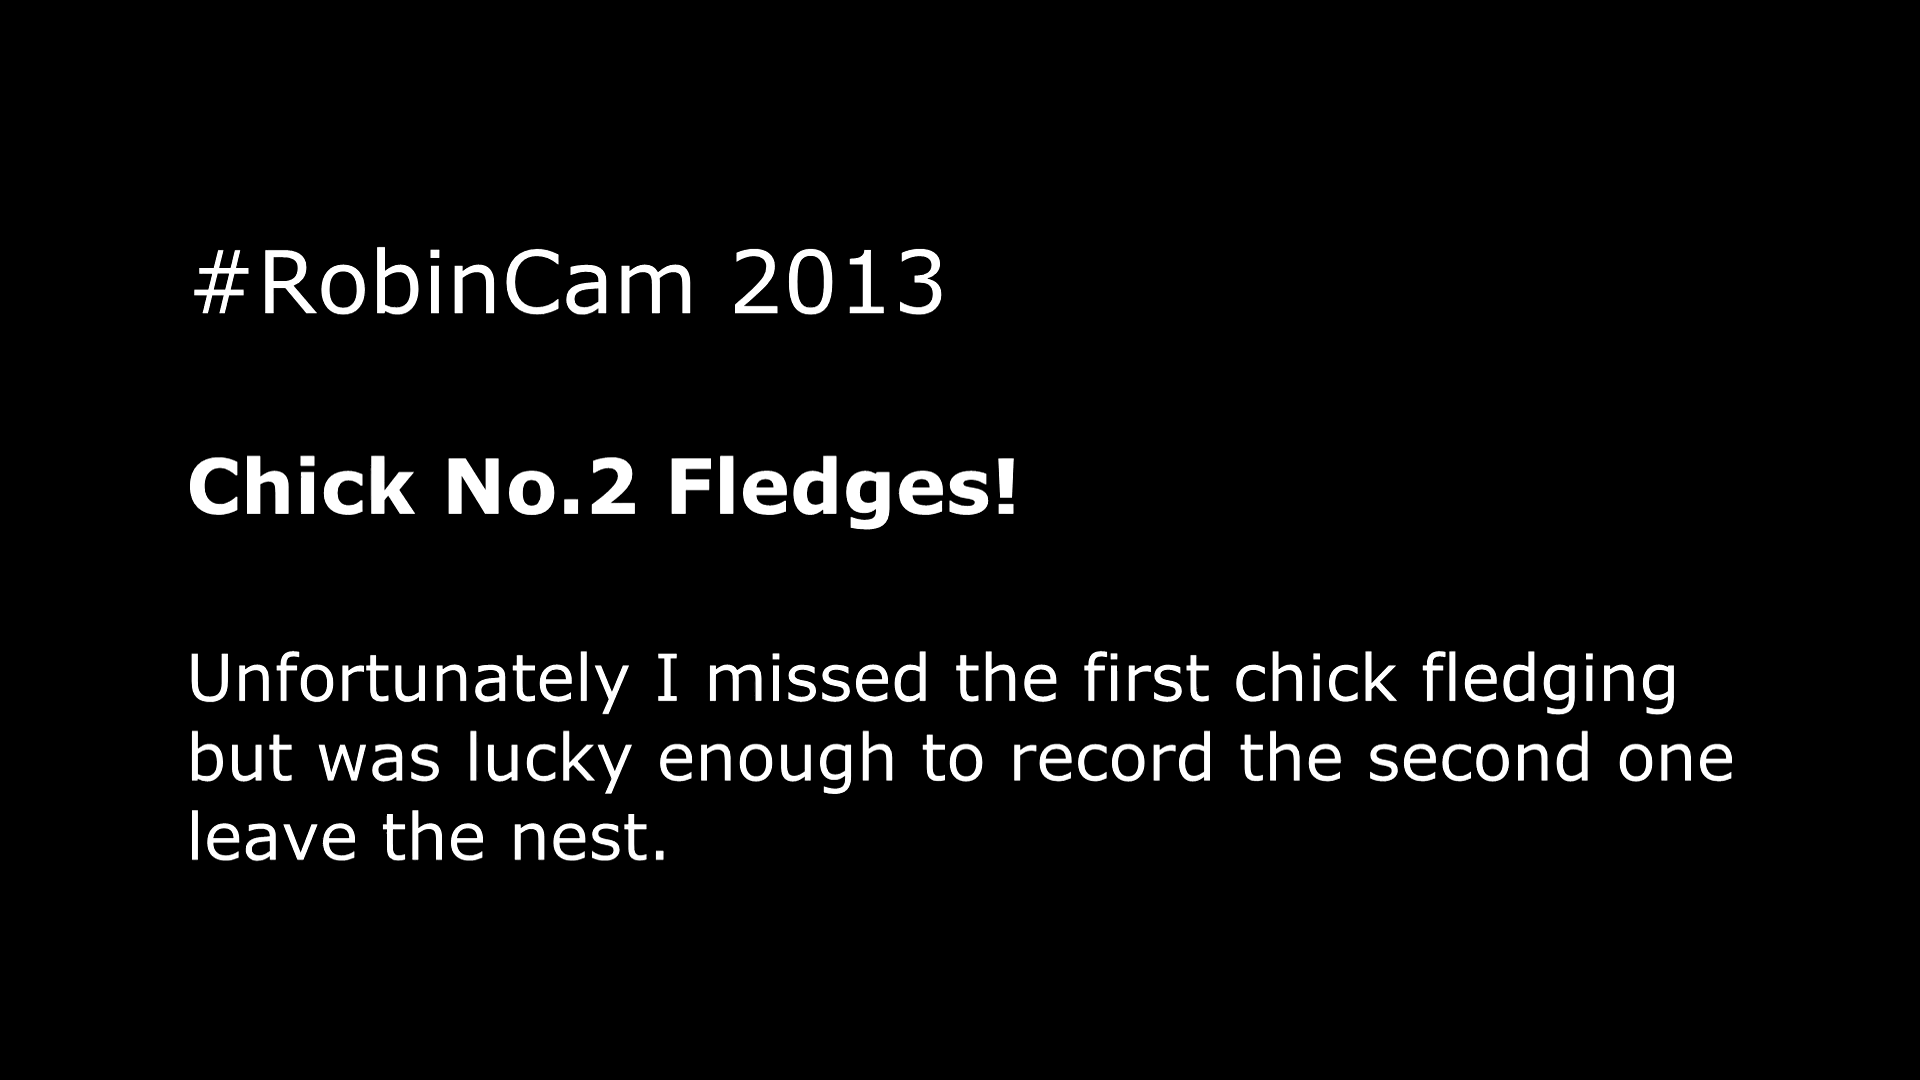 #RobinCam 2013
Chick No.2 Fledges!
Unfortunately I missed the first chick fledging
but was lucky enough to record the second one
leave the nest.